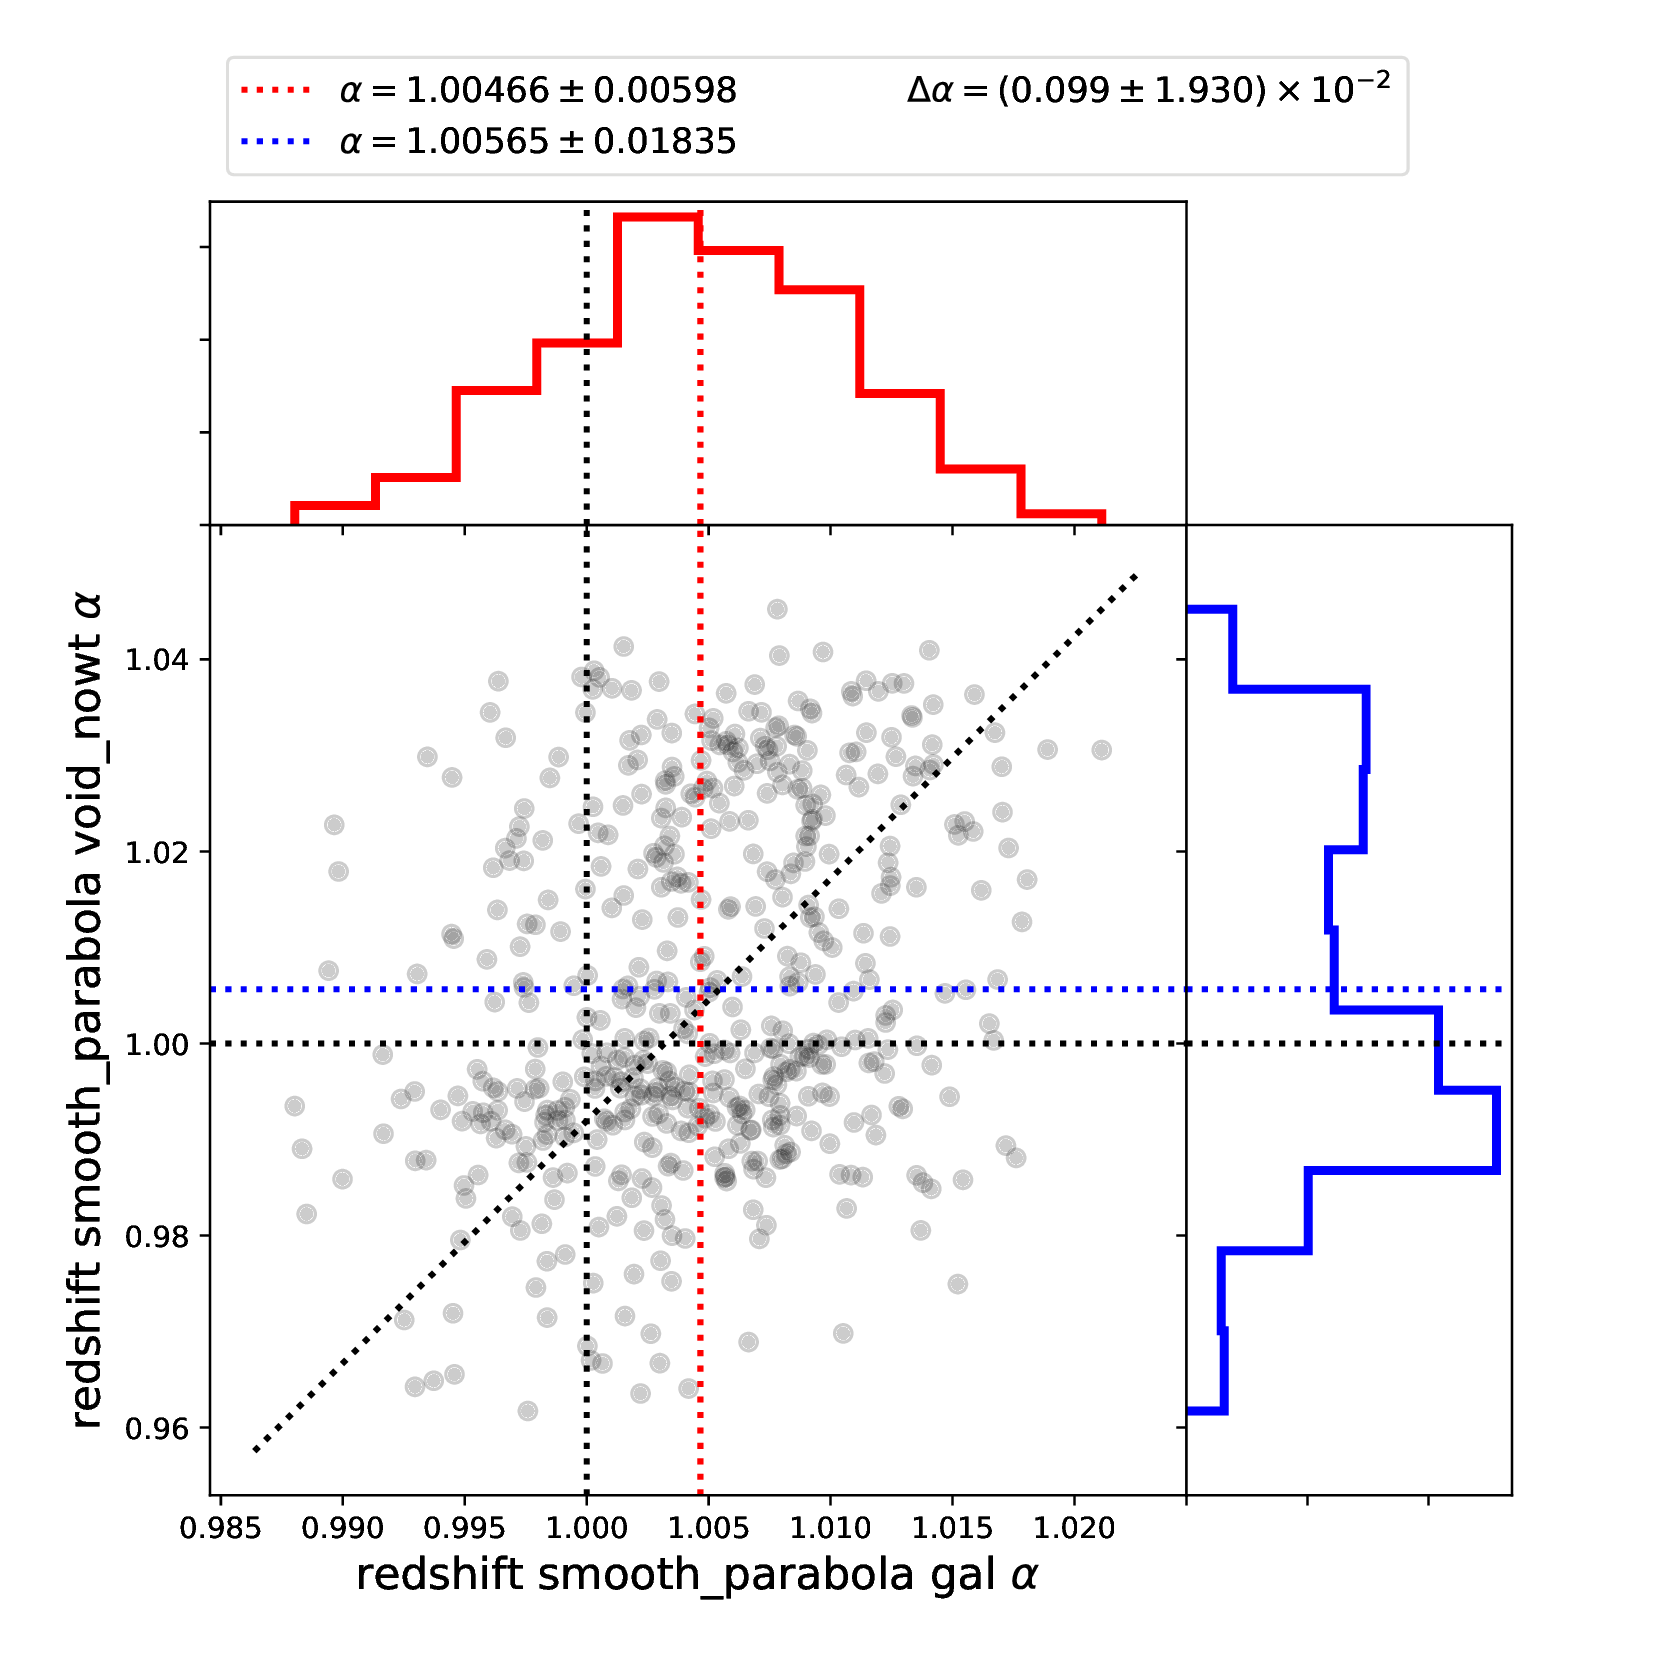 α = 1.00466 ± 0.00598
Δα = (0.099 ± 1.930) × 10⁻²
α = 1.00565 ± 0.01835
redshift smooth_parabola void_nowt α
1.04
1.02
1.00
0.98
0.96
0.985 0.990 0.995 1.000 1.005 1.010 1.015 1.020
redshift smooth_parabola gal α